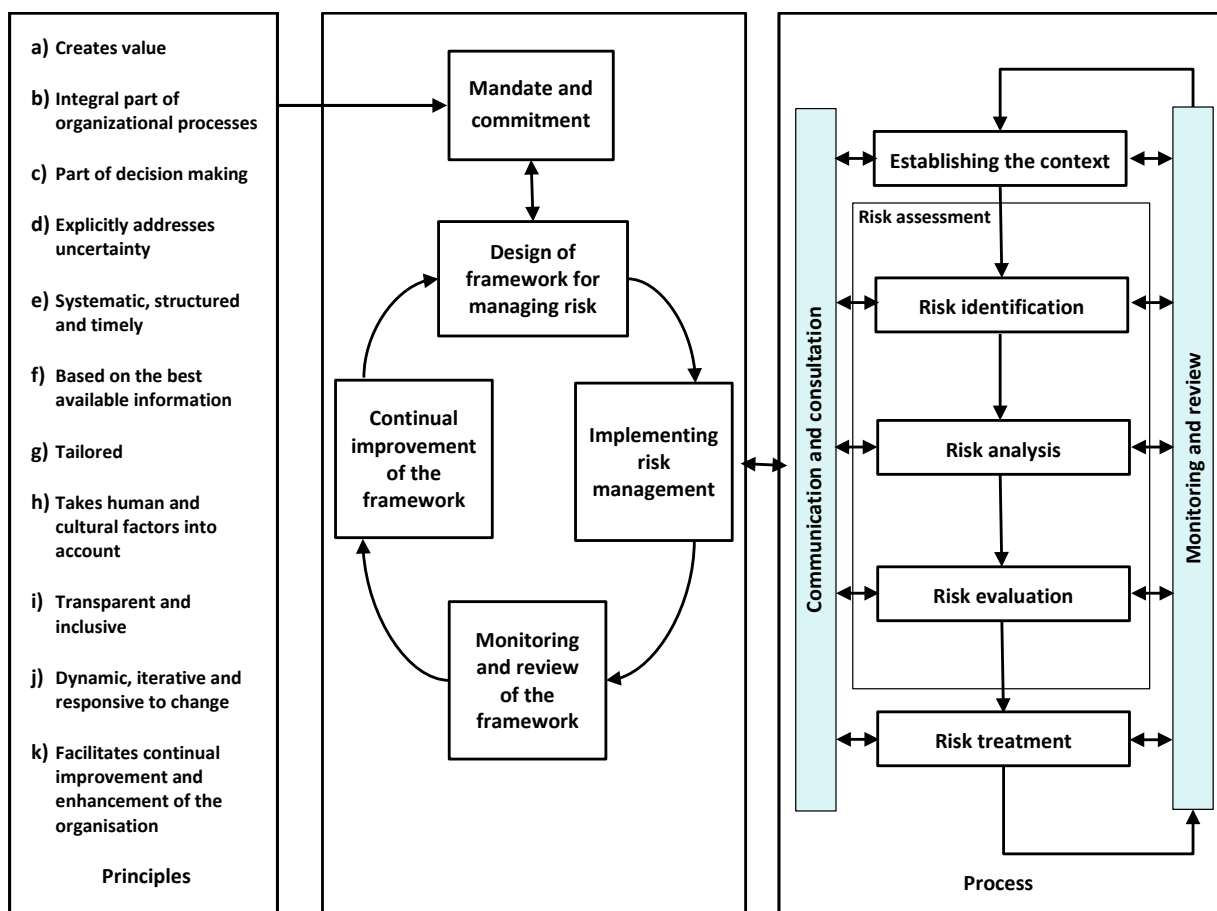 a) Creates value
b) Integral part of
organizational processes
c) Part of decision making
d) Explicitly addresses
uncertainty
e) Systematic, structured
and timely
f) Based on the best
available information
g) Tailored
h) Takes human and
cultural factors into
account
i) Transparent and
inclusive
j) Dynamic, iterative and
responsive to change
k) Facilitates continual
improvement and
enhancement of the
organisation
Principles
Mandate and
commitment
Design of
framework for
managing risk
Continual
improvement
of the
framework
Implementing
risk
management
Monitoring
and review
of the
framework
Communication and consultation
Establishing the context
Risk assessment
Risk identification
Risk analysis
Risk evaluation
Risk treatment
Monitoring and review
Process